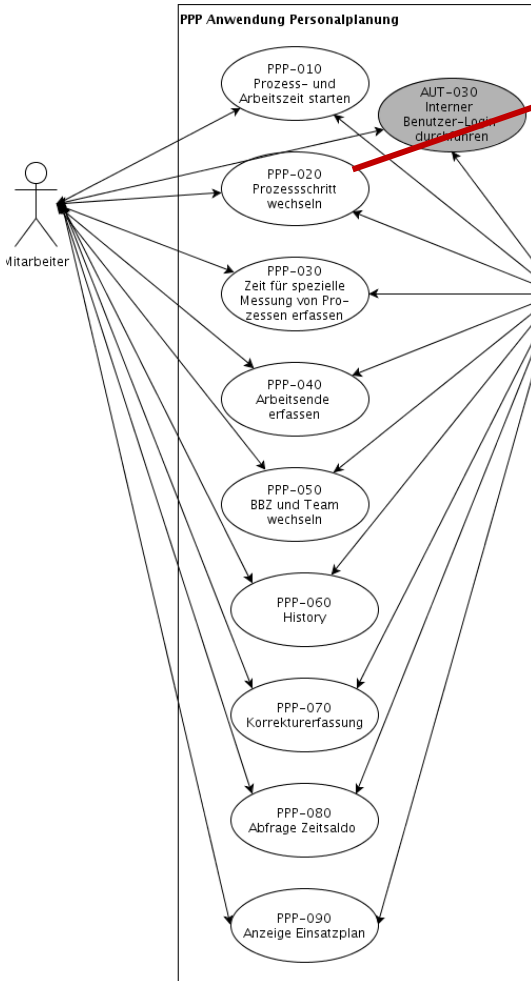 PPP Anwendung Personalplanung
PPP-010
Prozess- und
Arbeitszeit starten
AUT-030
Interner
Benutzer-Login
durchführen
PPP-020
Prozessschritt
wechseln
Mitarbeiter
PPP-030
Zeit für spezielle
Messung von Pro-
zessen erfassen
PPP-040
Arbeitsende
erfassen
PPP-050
BBZ und Team
wechseln
PPP-060
History
PPP-070
Korrekturerfassung
PPP-080
Abfrage Zeitsaldo
PPP-090
Anzeige Einsatzplan